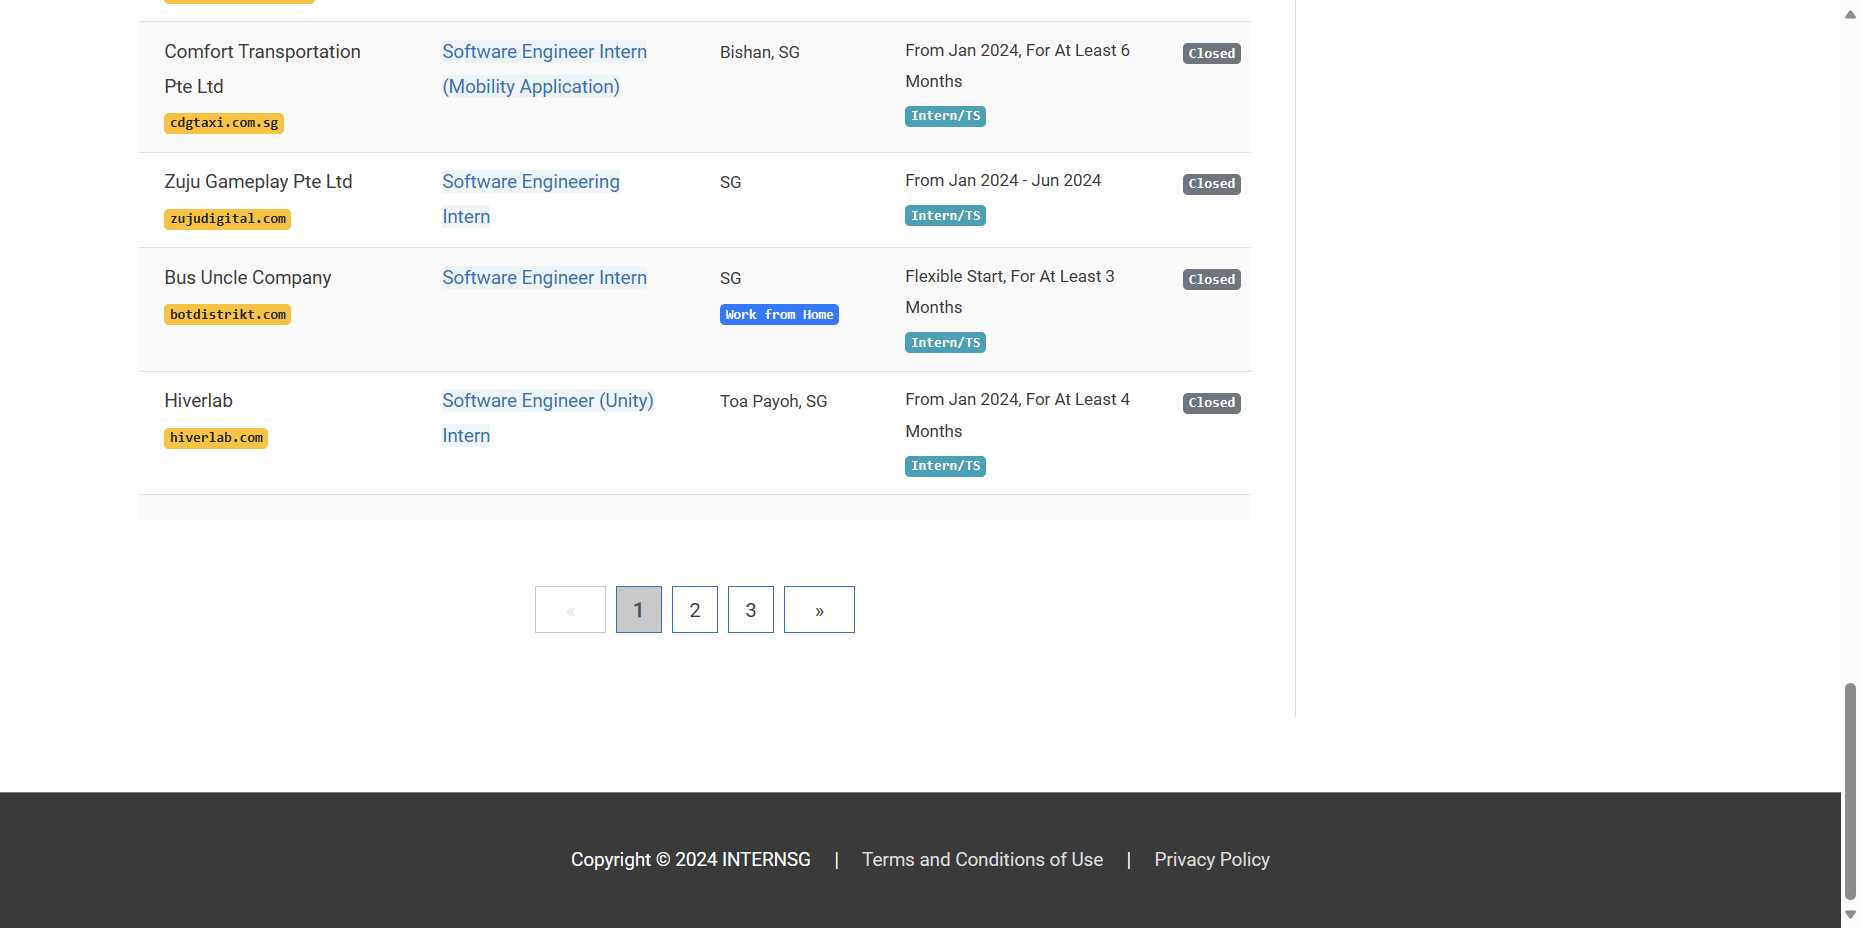 Comfort Transportation
Pte Ltd
cdgtaxi.com.sg
Software Engineer Intern
(Mobility Application)
Bishan, SG
From Jan 2024, For At Least 6
Months
Intern/TS
Closed
Zuju Gameplay Pte Ltd
zujudigital.com
Software Engineering
Intern
SG
From Jan 2024 - Jun 2024
Intern/TS
Closed
Bus Uncle Company
botdistrikt.com
Software Engineer Intern
SG
Work from Home
Flexible Start, For At Least 3
Months
Intern/TS
Closed
Hiverlab
hiverlab.com
Software Engineer (Unity)
Intern
Toa Payoh, SG
From Jan 2024, For At Least 4
Months
Intern/TS
Closed
« 1 2 3 »
Copyright © 2024 INTERNSG | Terms and Conditions of Use | Privacy Policy